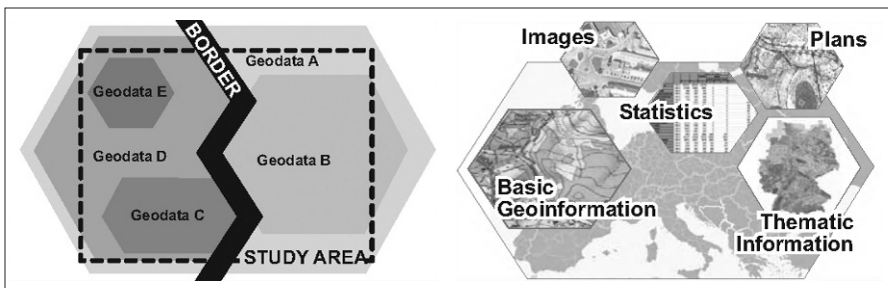 BORDER
Geodata A
Geodata E
Geodata D
Geodata B
Geodata C
STUDY AREA
Images
Plans
Statistics
Basic
Geoinformation
Thematic
Information